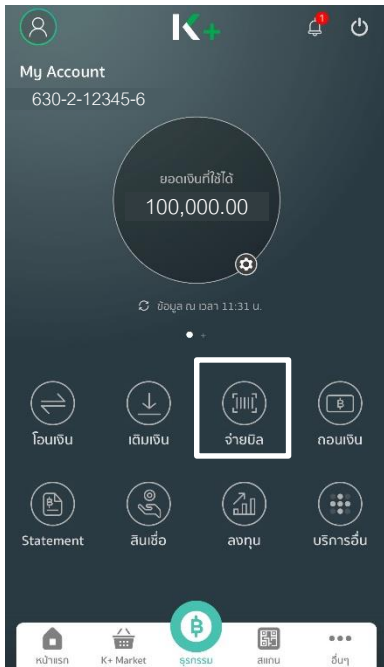 K+
1
My Account
630-2-12345-6
ยอดเงินที่ใช้ได้
100,000.00
ข้อมูล ณ เวลา 11:31 น.
โอนเงิน เติมเงิน จ่ายบิล ถอนเงิน
Statement สินเชื่อ ลงทุน บริการอื่น
หน้าแรก K+ Market ธุรกรรม สแกน อื่นๆ